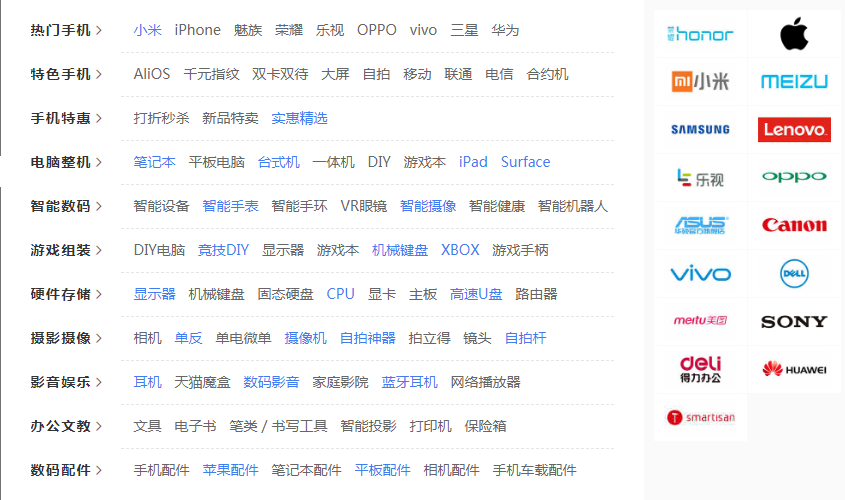 热门手机 > 小米 iPhone 魅族 荣耀 乐视 OPPO vivo 三星 华为
特色手机 > AliOS 千元指纹 双卡双待 大屏 自拍 移动 联通 电信 合约机
手机特惠 > 打折秒杀 新品特卖 实惠精选
电脑整机 > 笔记本 平板电脑 台式机 一体机 DIY 游戏本 iPad Surface
智能数码 > 智能设备 智能手表 智能手环 VR眼镜 智能摄像 智能健康 智能机器人
游戏组装 > DIY电脑 竞技DIY 显示器 游戏本 机械键盘 XBOX 游戏手柄
硬件存储 > 显示器 机械键盘 固态硬盘 CPU 显卡 主板 高速U盘 路由器
摄影摄像 > 相机 单反 单电微单 摄像机 自拍神器 拍立得 镜头 自拍杆
影音娱乐 > 耳机 天猫魔盒 数码影音 家庭影院 蓝牙耳机 网络播放器
办公文教 > 文具 电子书 笔类 / 书写工具 智能投影 打印机 保险箱
数码配件 > 手机配件 苹果配件 笔记本配件 平板配件 相机配件 手机车载配件
荣耀 honor
mi 小米 MEIZU
SAMSUNG Lenovo
乐视 oppo
ASUS Canon
华硕官方旗舰店
vivo DELL
meitu 美图 SONY
deli HUAWEI
得力办公
T smartisan